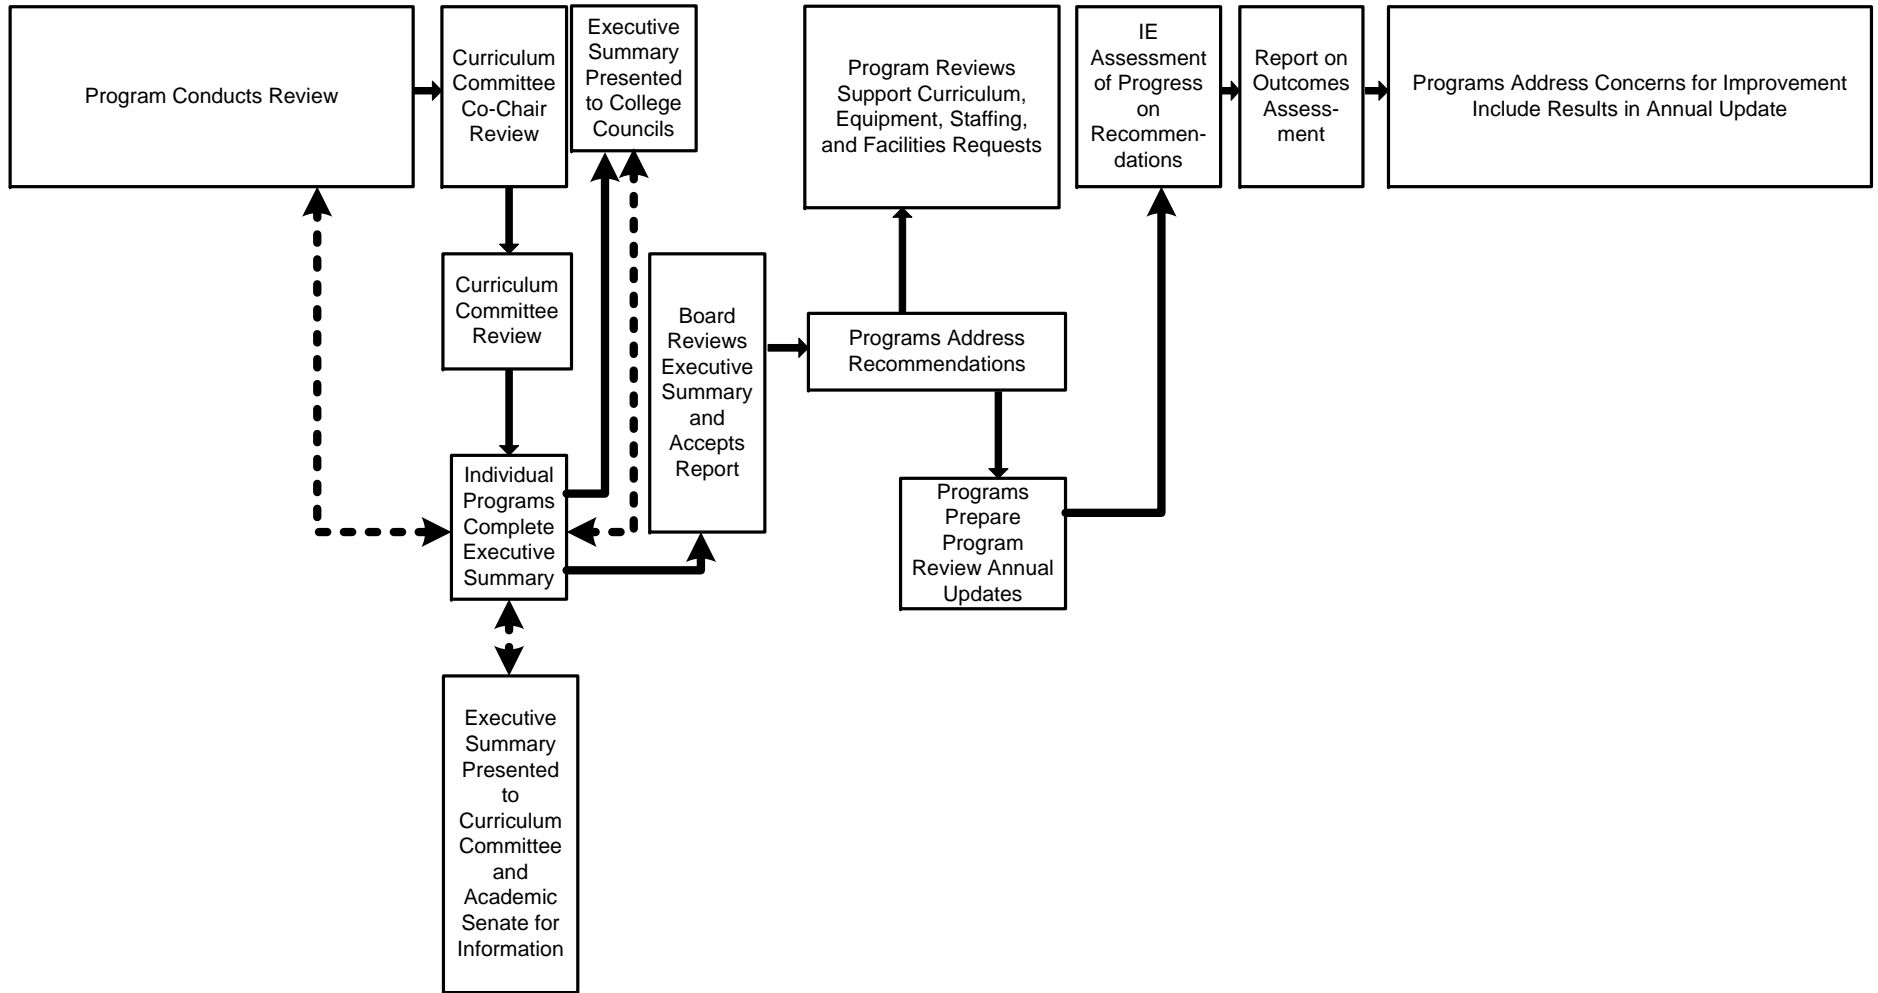 Program Conducts Review
Curriculum
Committee
Co-Chair
Review
Executive
Summary
Presented
to College
Councils
Program Reviews
Support Curriculum,
Equipment, Staffing,
and Facilities Requests
IE
Assessment
of Progress
on
Recommen-
dations
Report on
Outcomes
Assess-
ment
Programs Address Concerns for Improvement
Include Results in Annual Update
Curriculum
Committee
Review
Board
Reviews
Executive
Summary
and
Accepts
Report
Programs Address
Recommendations
Individual
Programs
Complete
Executive
Summary
Programs
Prepare
Program
Review Annual
Updates
Executive
Summary
Presented
to
Curriculum
Committee
and
Academic
Senate for
Information